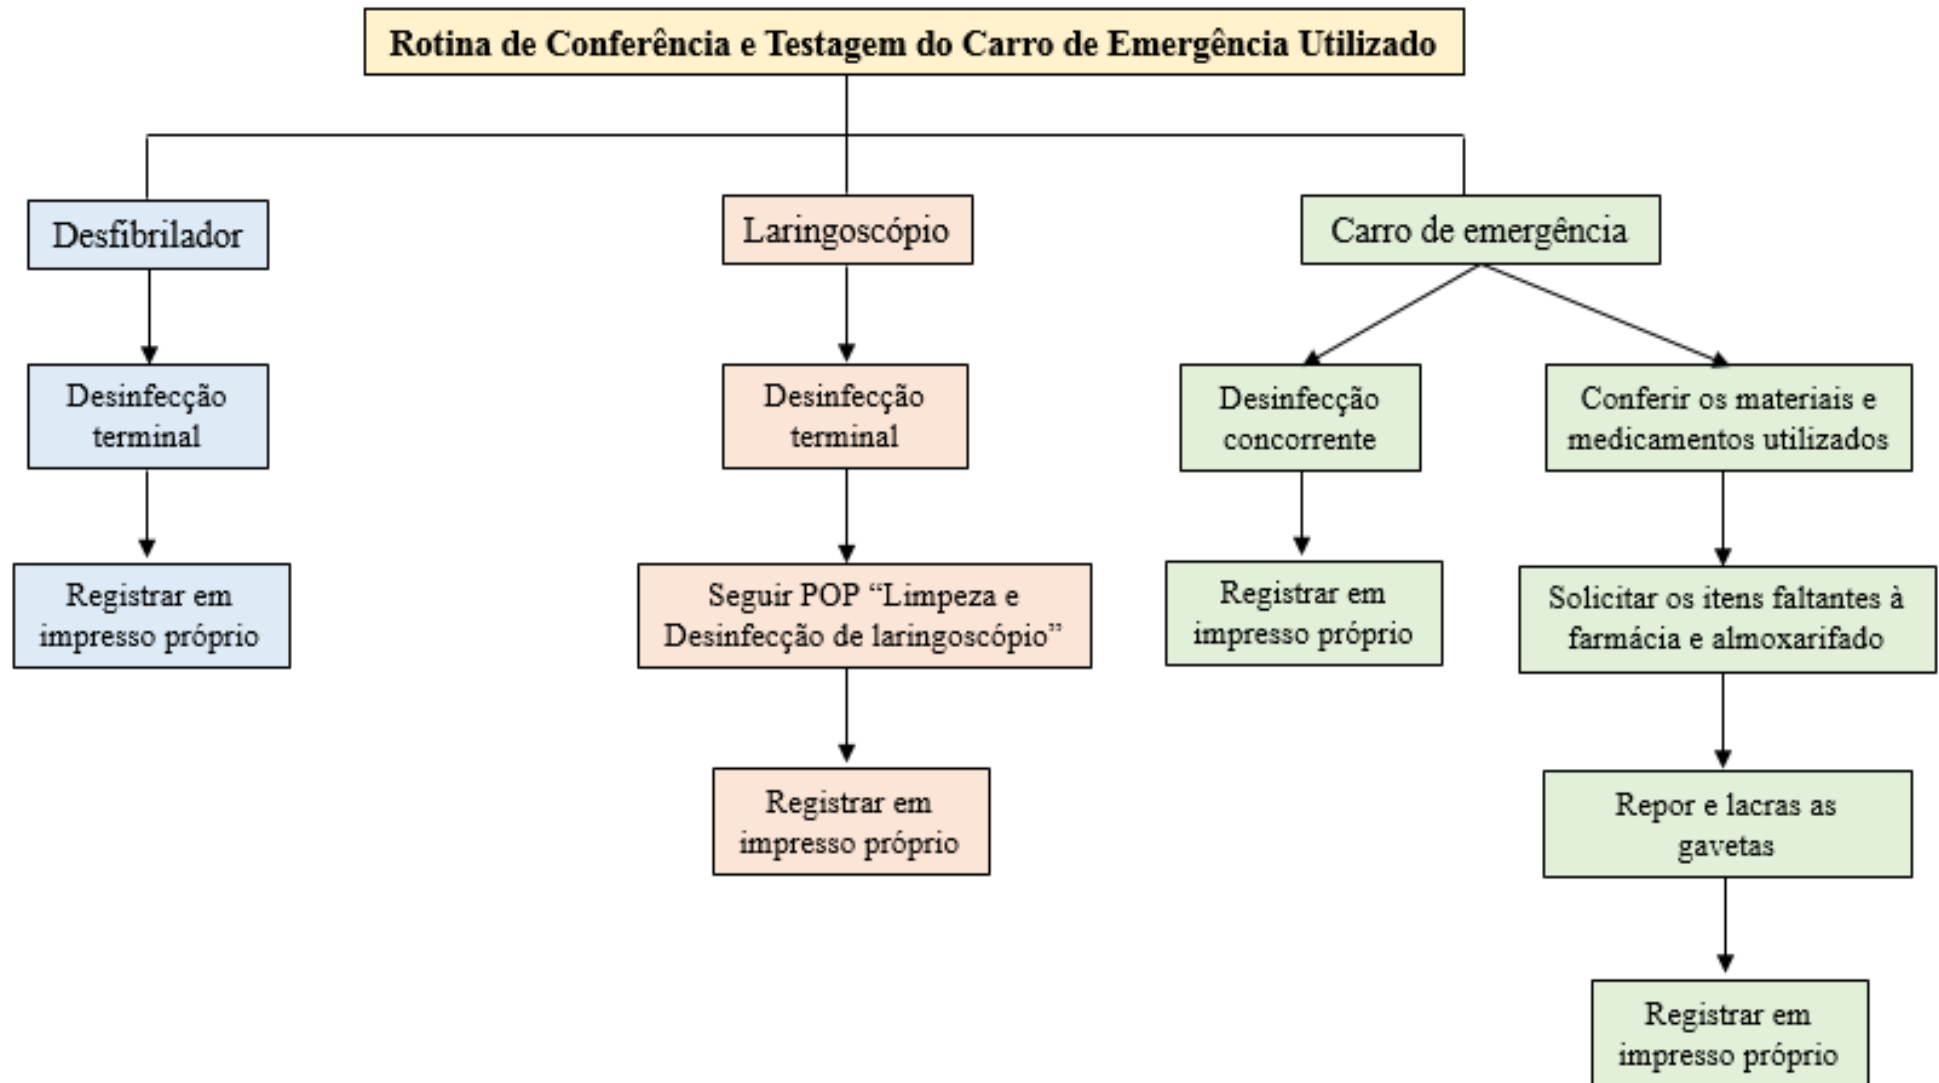 Rotina de Conferência e Testagem do Carro de Emergência Utilizado
Desfibrilador
Laringoscópio
Carro de emergência
Desinfecção
terminal
Desinfecção
terminal
Desinfecção
concorrente
Conferir os materiais e
medicamentos utilizados
Registrar em
impresso próprio
Seguir POP “Limpeza e
Desinfecção de laringoscópio”
Registrar em
impresso próprio
Solicitar os itens faltantes à
farmácia e almoxarifado
Registrar em
impresso próprio
Repor e lacras as
gavetas
Registrar em
impresso próprio